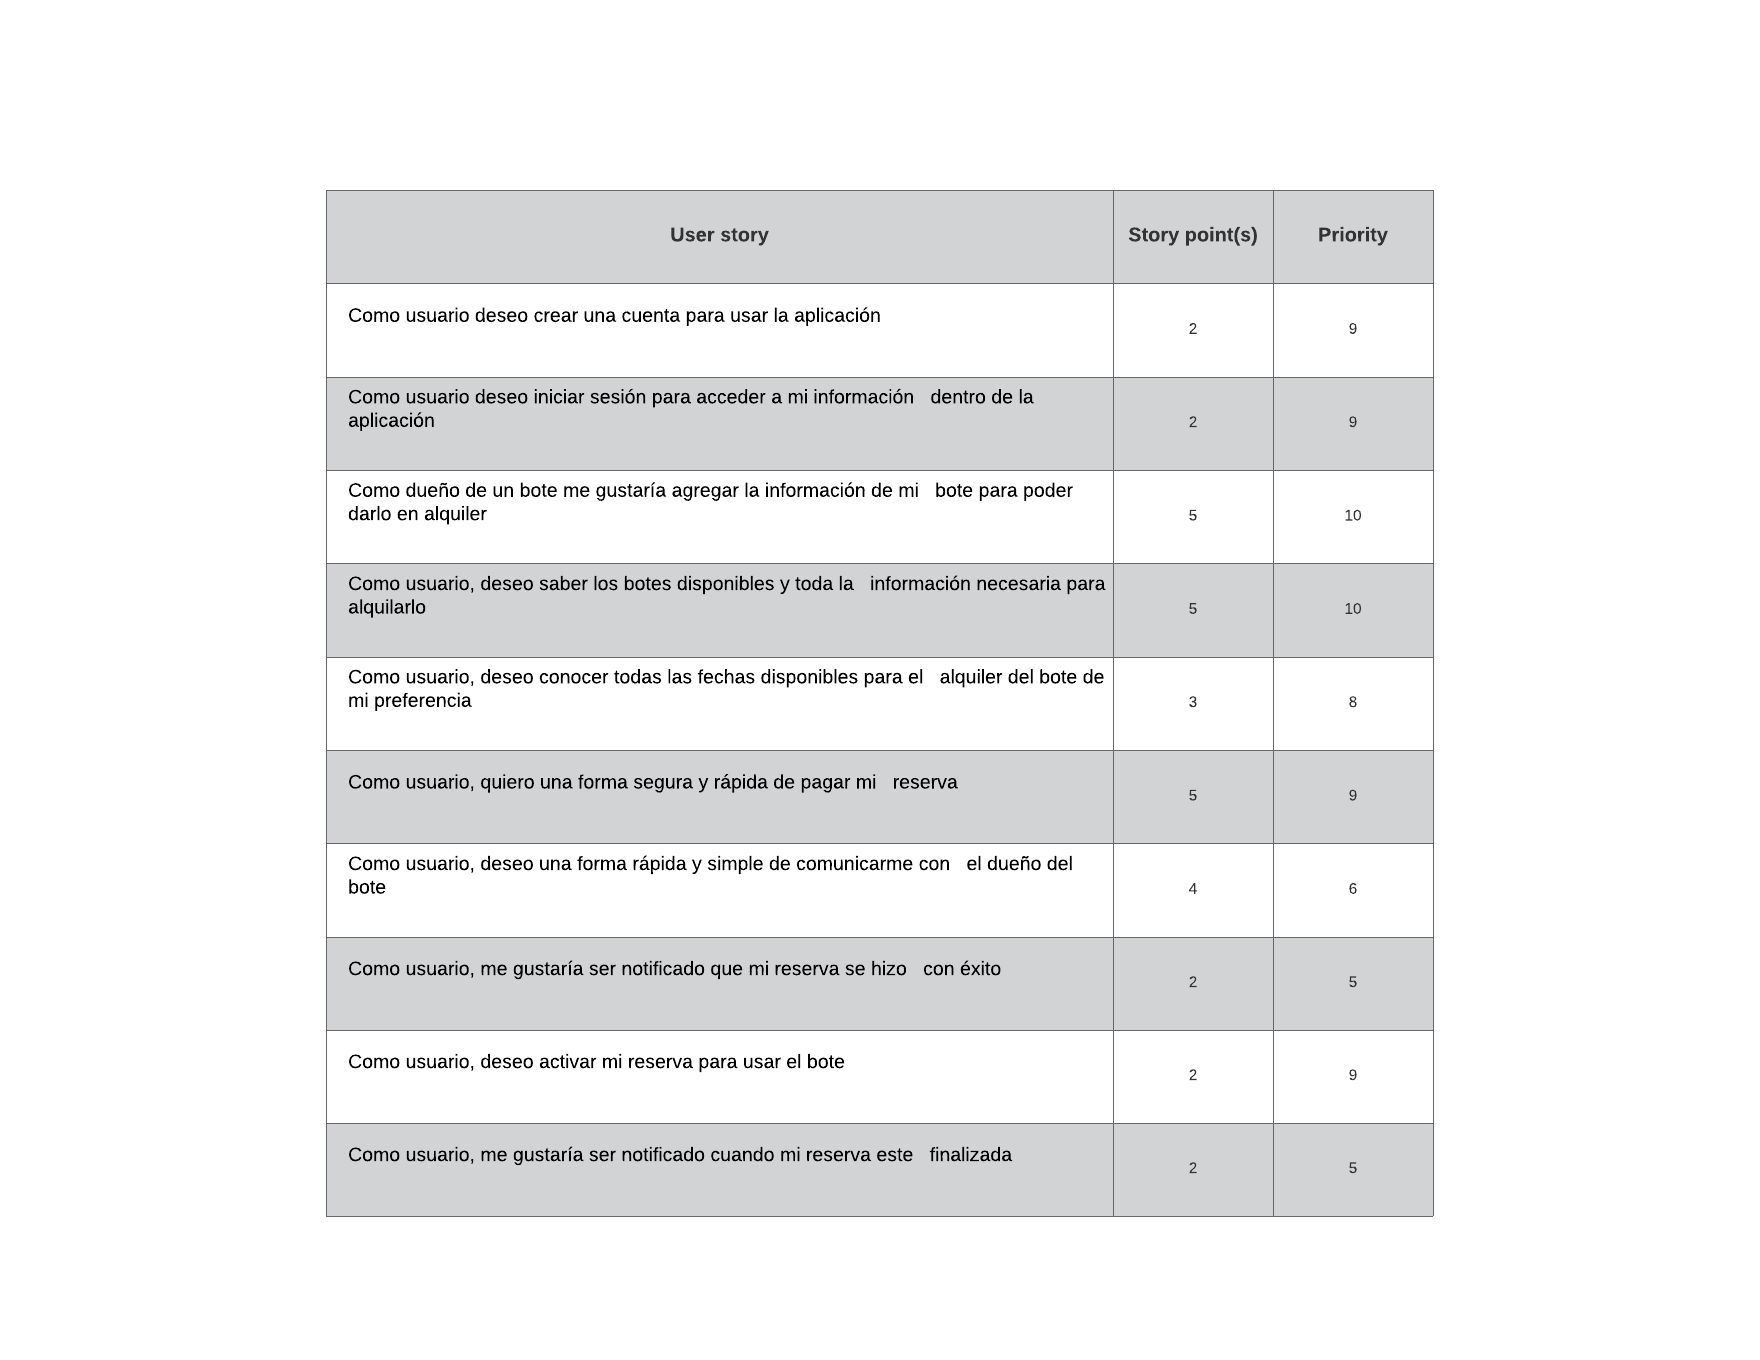 User story Story point(s) Priority
Como usuario deseo crear una cuenta para usar la aplicación
2 9
Como usuario deseo iniciar sesión para acceder a mi información dentro de la
aplicación
2 9
Como dueño de un bote me gustaría agregar la información de mi bote para poder
darlo en alquiler
5 10
Como usuario, deseo saber los botes disponibles y toda la información necesaria para
alquilarlo
5 10
Como usuario, deseo conocer todas las fechas disponibles para el alquiler del bote de
mi preferencia
3 8
Como usuario, quiero una forma segura y rápida de pagar mi reserva
5 9
Como usuario, deseo una forma rápida y simple de comunicarme con el dueño del
bote
4 6
Como usuario, me gustaría ser notificado que mi reserva se hizo con éxito
2 5
Como usuario, deseo activar mi reserva para usar el bote
2 9
Como usuario, me gustaría ser notificado cuando mi reserva este finalizada
2 5